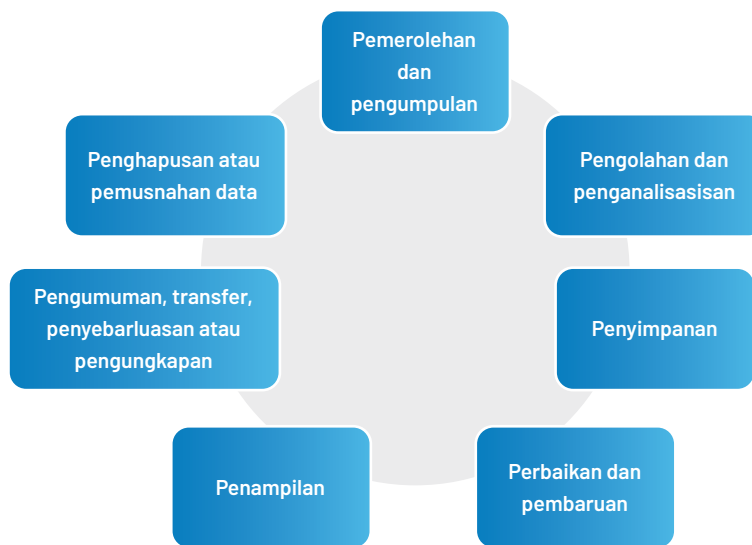 Pemerolehan
dan
pengumpulan
Pengolahan dan
penganalisasisan
Penyimpanan
Perbaikan dan
pembaruan
Penampilan
Pengumuman, transfer,
penyebarluasan atau
pengungkapan
Penghapusan atau
pemusnahan data